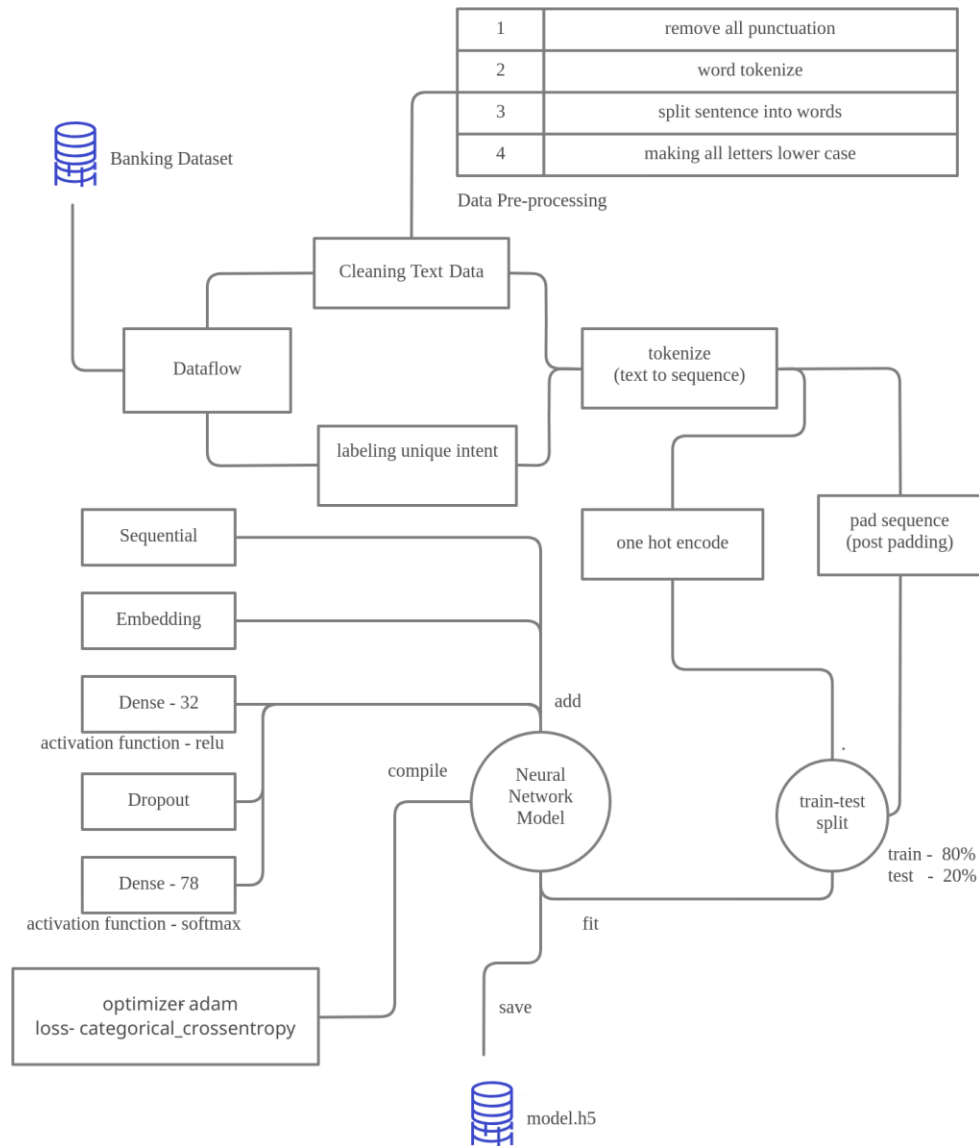 1 remove all punctuation
2 word tokenize
3 split sentence into words
4 making all letters lower case
Data Pre-processing
Banking Dataset
Cleaning Text Data
Dataflow
tokenize
(text to sequence)
labeling unique intent
one hot encode
pad sequence
(post padding)
Sequential
Embedding
Dense - 32
activation function - relu
Dropout
Dense - 78
activation function - softmax
add
compile
Neural
Network
Model
.
train-test
split
train - 80%
test - 20%
fit
optimizer- adam
loss- categorical_crossentropy
save
model.h5